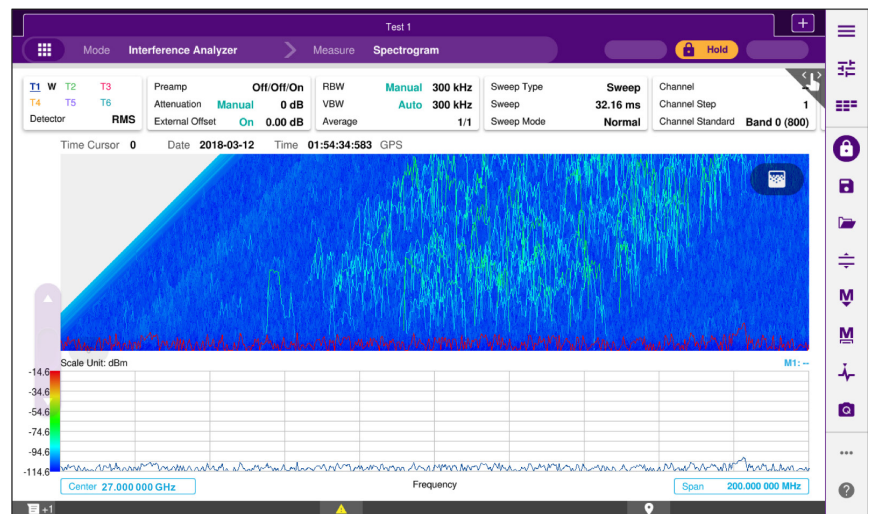 Test 1
Mode Interference Analyzer Measure Spectrogram Hold
T1 W T2 T3 Preamp Off/Off/On RBW Manual 300 kHz Sweep Type Sweep Channel --
T4 T5 T6 Attenuation Manual 0 dB VBW Auto 300 kHz Sweep 32.16 ms Channel Step 1
Detector RMS External Offset On 0.00 dB Average 1/1 Sweep Mode Normal Channel Standard Band 0 (800)
Time Cursor 0 Date 2018-03-12 Time 01:54:34:583 GPS
Scale Unit: dBm M1: --
-14.6
-34.6
-54.6
-74.6
-94.6
-114.6
Center 27.000 000 GHz Frequency Span 200.000 000 MHz
+1
M
M